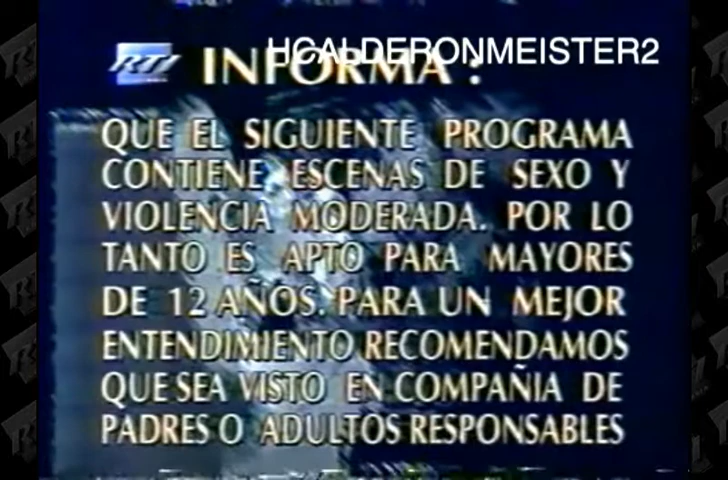 HCALDERONMEISTER2
RTI INFORMA :
QUE EL SIGUIENTE PROGRAMA
CONTIENE ESCENAS DE SEXO Y
VIOLENCIA MODERADA. POR LO
TANTO ES APTO PARA MAYORES
DE 12 AÑOS. PARA UN MEJOR
ENTENDIMIENTO RECOMENDAMOS
QUE SEA VISTO EN COMPAÑIA DE
PADRES O ADULTOS RESPONSABLES